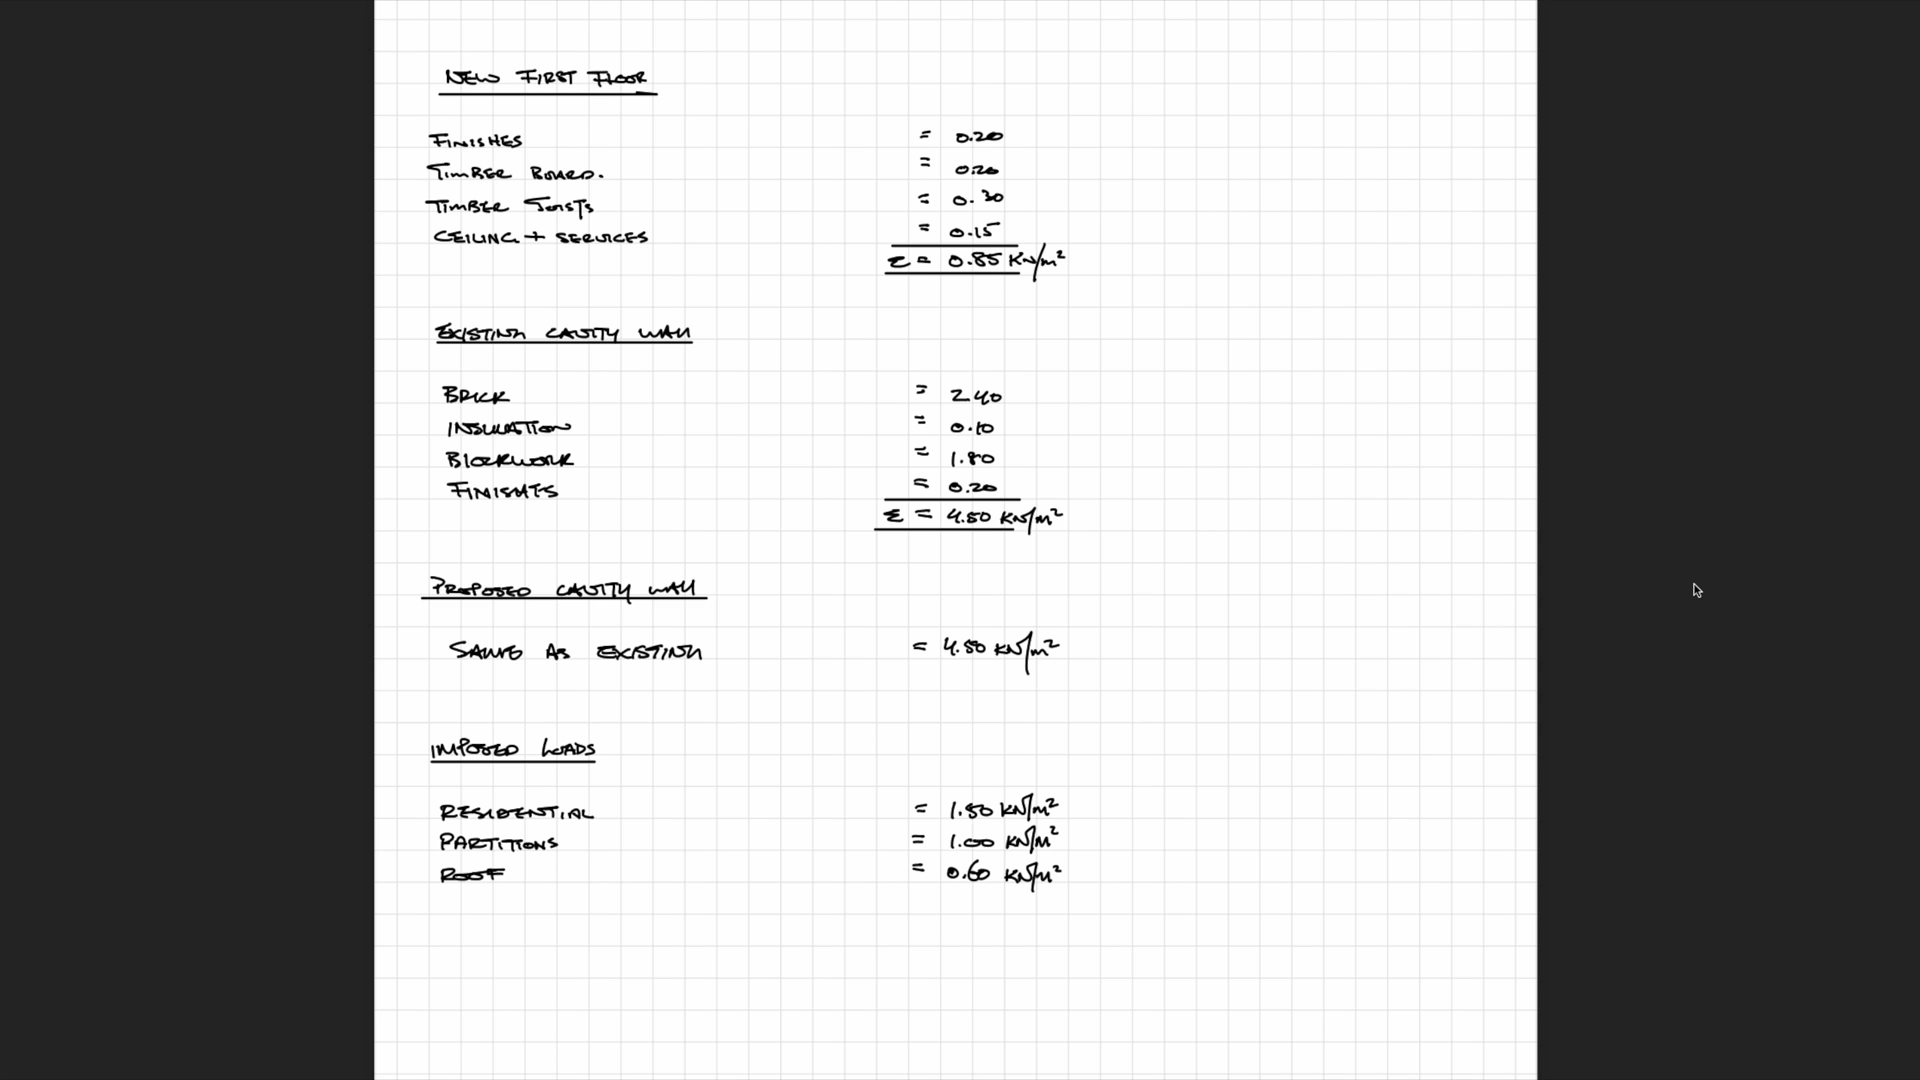 NEW FIRST FLOOR
FINISHES = 0.20
TIMBER BOARD. = 0.20
TIMBER JOISTS = 0.30
CEILING + SERVICES = 0.15
Σ = 0.85 KN/m²
EXISTING CAVITY WALL
BRICK = 2.40
INSULATION = 0.10
BLOCKWORK = 1.80
FINISHES = 0.20
Σ = 4.50 KN/m²
PROPOSED CAVITY WALL
SAME AS EXISTING = 4.50 KN/m²
IMPOSED LOADS
RESIDENTIAL = 1.50 KN/m²
PARTITIONS = 1.00 KN/m²
ROOF = 0.60 KN/m²